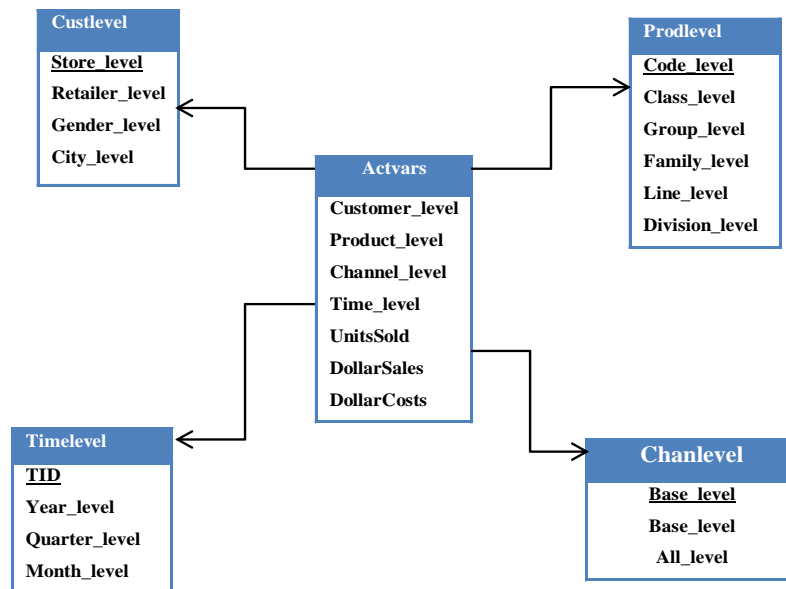 Custlevel
Store_level
Retailer_level
Gender_level
City_level
Prodlevel
Code_level
Class_level
Group_level
Family_level
Line_level
Division_level
Actvars
Customer_level
Product_level
Channel_level
Time_level
UnitsSold
DollarSales
DollarCosts
Timelevel
TID
Year_level
Quarter_level
Month_level
Chanlevel
Base_level
Base_level
All_level